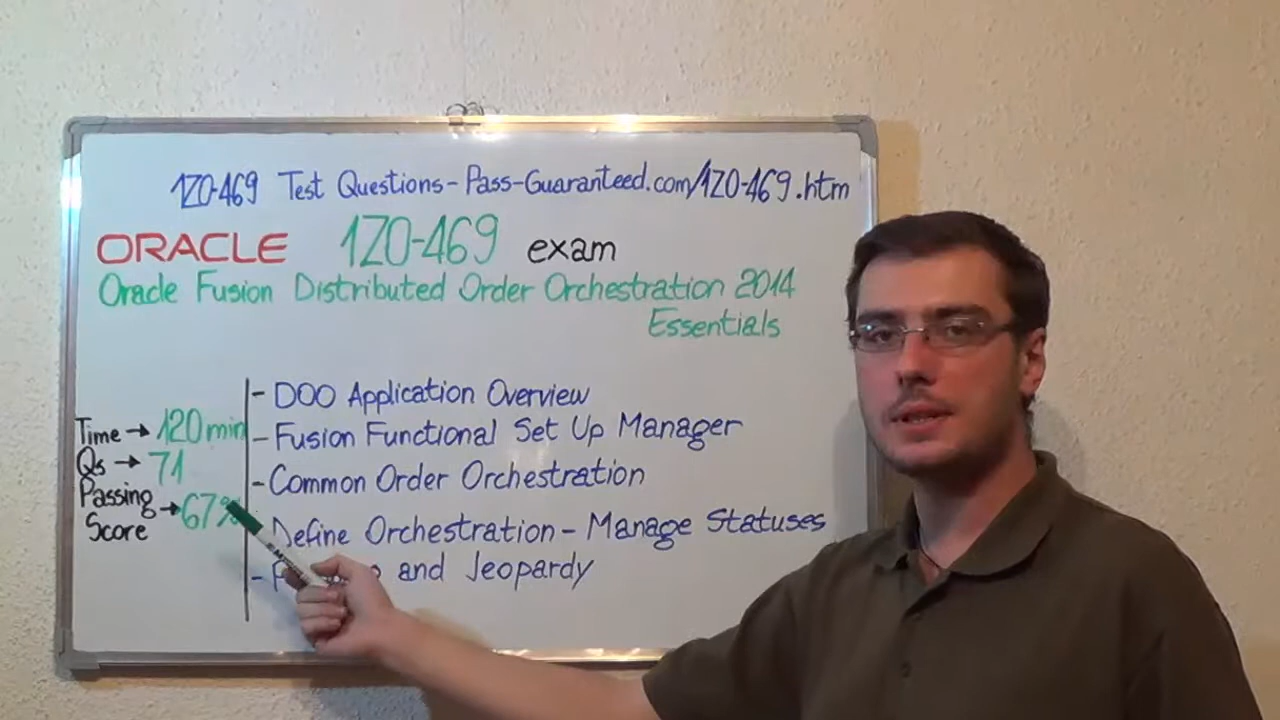 1Z0-469 Test Questions - Pass-Guaranteed.com/1Z0-469.htm
ORACLE 1Z0-469 exam
Oracle Fusion Distributed Order Orchestration 2014
Essentials
Time → 120 min
Qs → 71
Passing Score → 67%
- DOO Application Overview
- Fusion Functional Set Up Manager
- Common Order Orchestration
Define Orchestration - Manage Statuses
- and Jeopardy